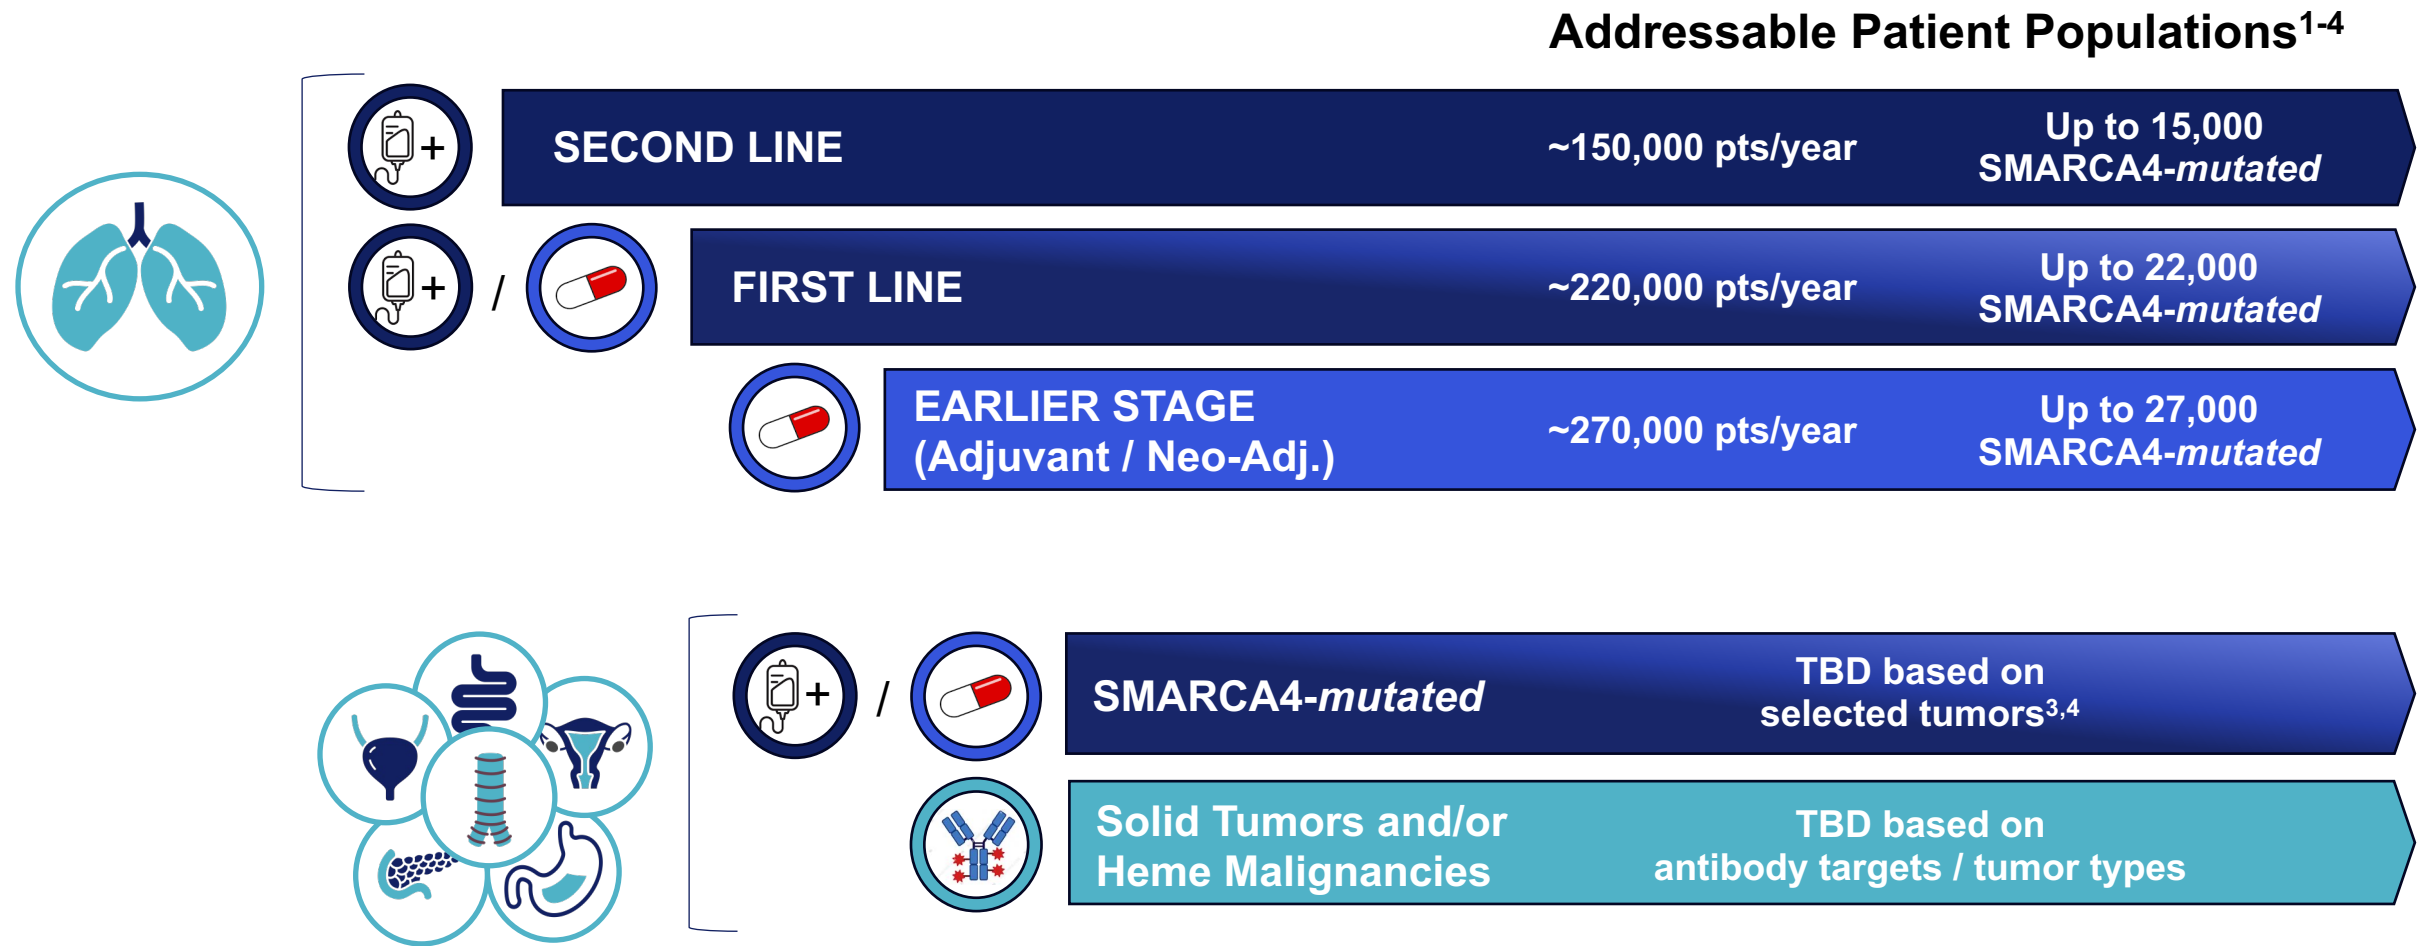 Addressable Patient Populations1-4
+
SECOND LINE
~150,000 pts/year
Up to 15,000
SMARCA4-mutated
+ /
FIRST LINE
~220,000 pts/year
Up to 22,000
SMARCA4-mutated
EARLIER STAGE
(Adjuvant / Neo-Adj.)
~270,000 pts/year
Up to 27,000
SMARCA4-mutated
+ /
SMARCA4-mutated
TBD based on
selected tumors3,4
Solid Tumors and/or
Heme Malignancies
TBD based on
antibody targets / tumor types